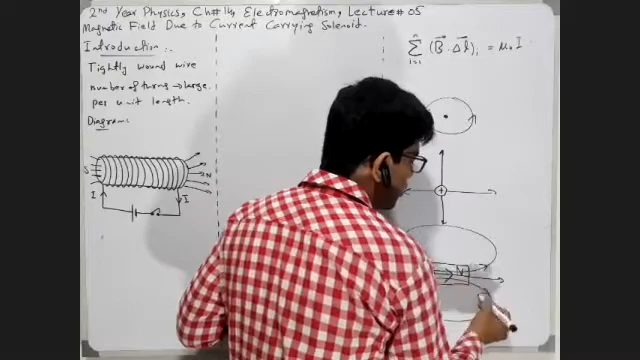 2nd Year Physics, Ch#14, Electromagnetism, Lecture # 05
Magnetic Field Due to Current Carrying Solenoid.
Introduction:-
Tightly wound wire
number of turns → large
per unit length.
Diagram:
S
N
I
I
n
∑ (B⃗ . Δl⃗)ᵢ = μ₀ I
i=1
+
N